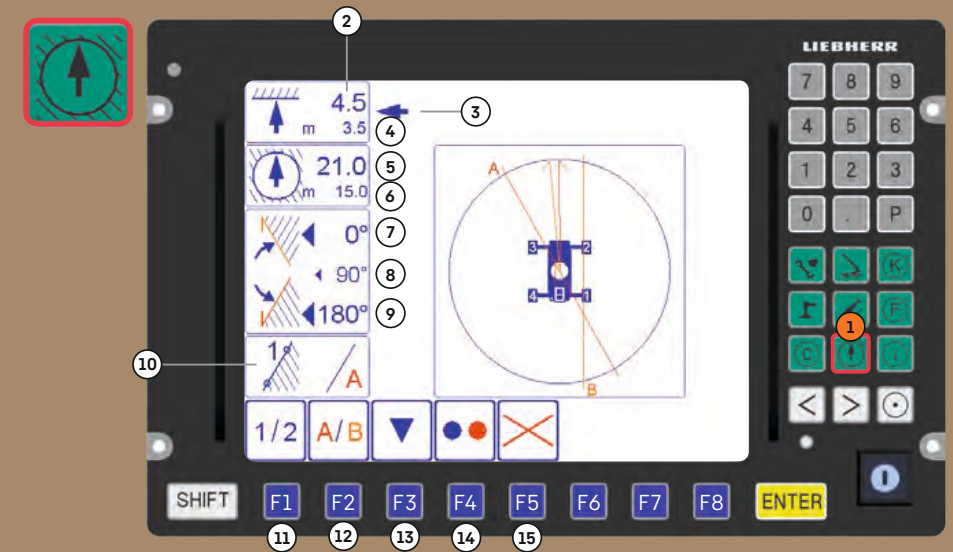 2
LIEBHERR
7 8 9
4.5
3
m 3.5
4
4 5 6
21.0
5
m 15.0
6
A
1 2 3
0°
7
0 . P
90°
8
3 2
180°
9
4 1
K
F
1
C i
10
1 A
B
< >
1/2 A/B
SHIFT F1 F2 F3 F4 F5 F6 F7 F8 ENTER
11 12 13 14 15